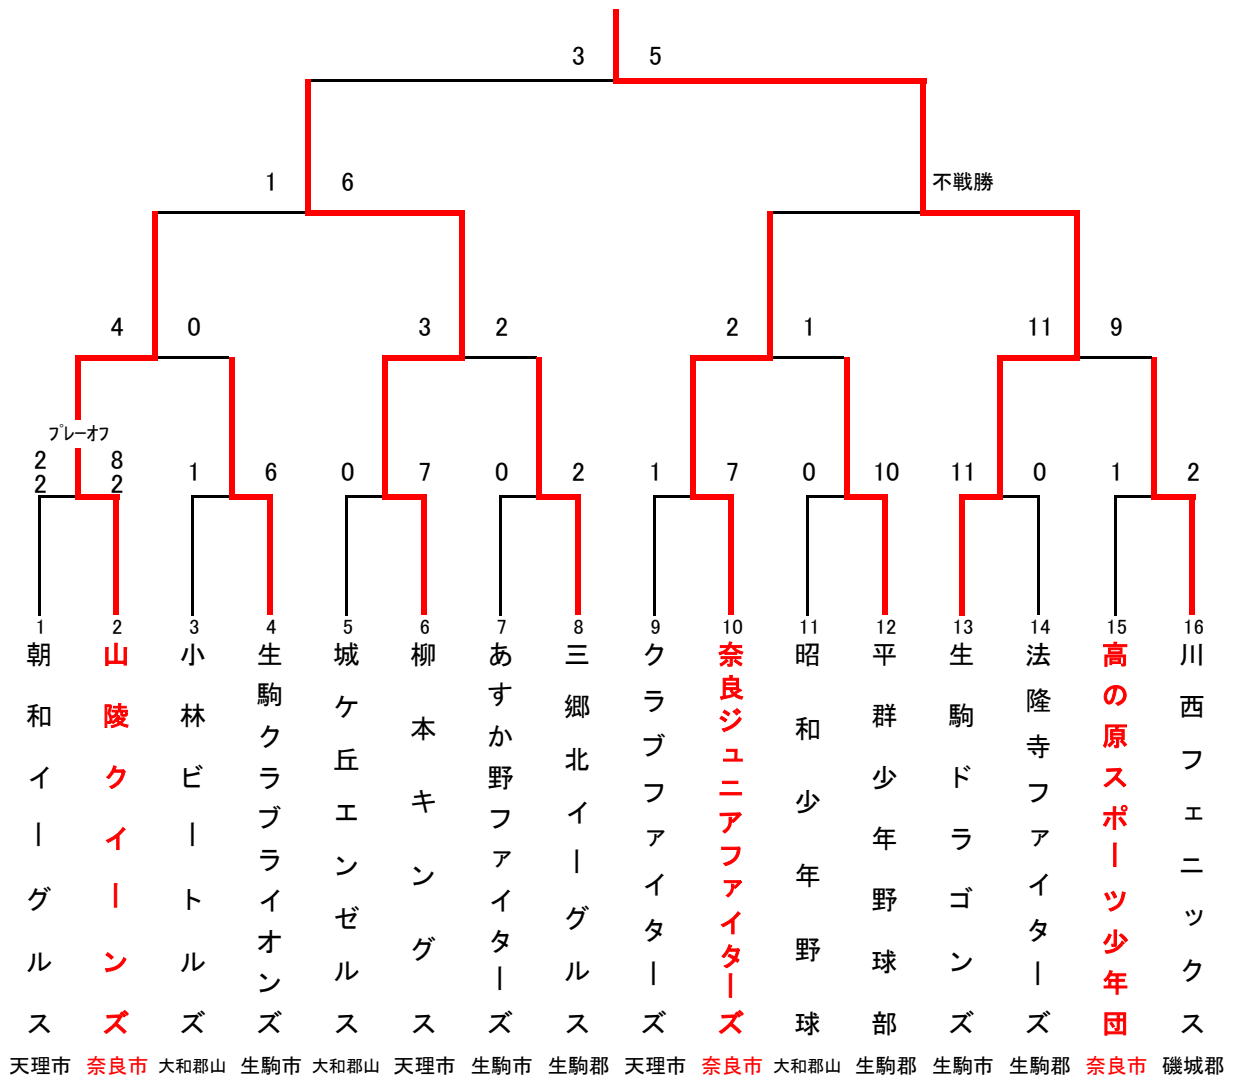 3 5
1 6 不戦勝
4 0 3 2 2 1 11 9
プレーオフ
2 8 1 6 0 7 0 2 1 7 0 10 11 0 1 2
2 2
1 2 3 4 5 6 7 8 9 10 11 12 13 14 15 16
朝和イーグルス
山陵クイーンズ
小林ビートルズ
生駒クラブライオンズ
城ケ丘エンゼルス
柳本キングス
あすか野ファイターズ
三郷北イーグルス
クラブファイターズ
奈良ジュニアファイターズ
昭和少年野球
平群少年野球部
生駒ドラゴンズ
法隆寺ファイターズ
高の原スポーツ少年団
川西フェニックス
天理市 奈良市 大和郡山 生駒市 大和郡山 天理市 生駒市 生駒郡 天理市 奈良市 大和郡山 生駒郡 生駒市 生駒郡 奈良市 磯城郡